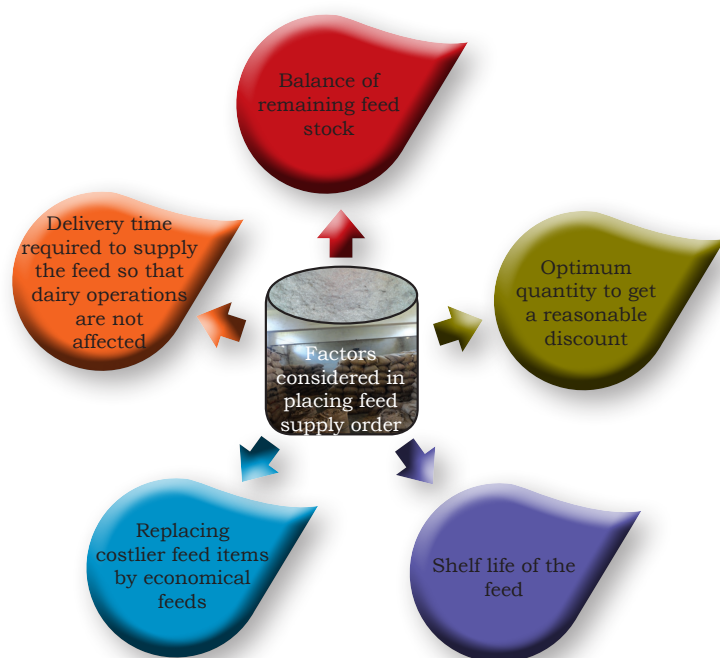 Balance of
remaining feed
stock
Delivery time
required to supply
the feed so that
dairy operations
are not
affected
Optimum
quantity to get
a reasonable
discount
Factors
considered in
placing feed
supply order
Replacing
costlier feed items
by economical
feeds
Shelf life of the
feed